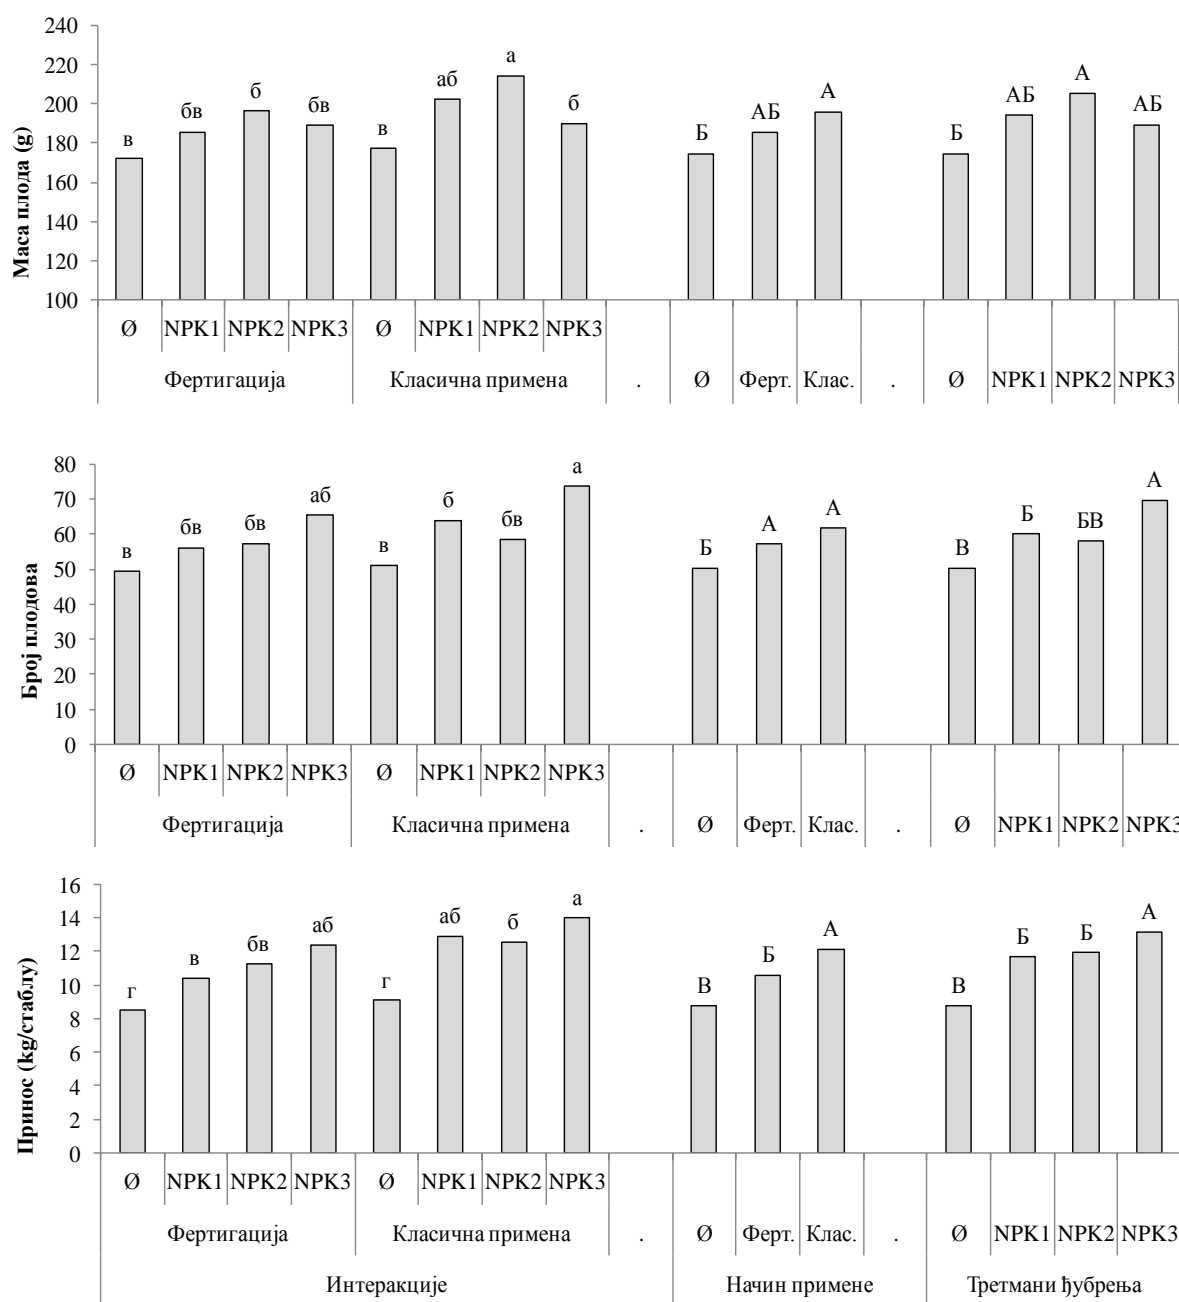 Маса плода (g)
240
220
200
180
160
140
120
100
в бв б бв в аб а б Б АБ А Б АБ А АБ
Ø NPK1 NPK2 NPK3 Ø NPK1 NPK2 NPK3
Фертигација Класична примена . Ø Ферт. Клас. . Ø NPK1 NPK2 NPK3
Број плодова
80
70
60
50
40
30
20
10
0
в бв бв аб в б бв а Б А А В Б БВ А
Ø NPK1 NPK2 NPK3 Ø NPK1 NPK2 NPK3
Фертигација Класична примена . Ø Ферт. Клас. . Ø NPK1 NPK2 NPK3
Принос (kg/стаблу)
16
14
12
10
8
6
4
2
0
г в бв аб г аб б а В Б А В Б Б А
Ø NPK1 NPK2 NPK3 Ø NPK1 NPK2 NPK3
Фертигација Класична примена . Ø Ферт. Клас. . Ø NPK1 NPK2 NPK3
Интеракције Начин примене Третмани ђубрења